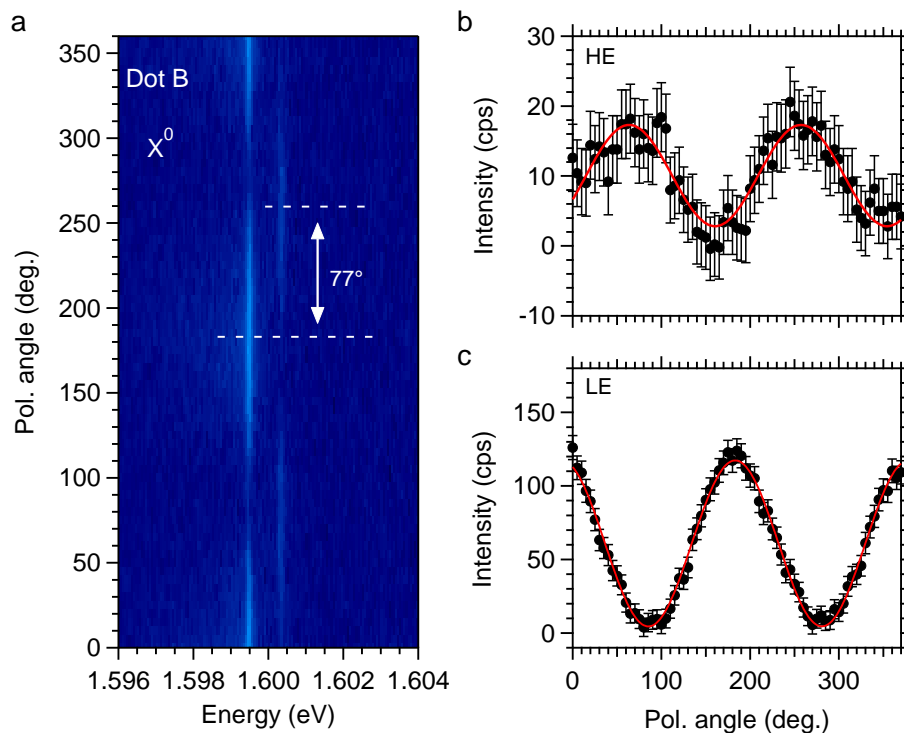 a
Dot B
X⁰
77°
350
300
250
200
150
100
50
0
Pol. angle (deg.)
1.596 1.598 1.600 1.602 1.604
Energy (eV)
b
HE
30
20
10
0
-10
Intensity (cps)
c
LE
150
100
50
0
Intensity (cps)
0 100 200 300
Pol. angle (deg.)